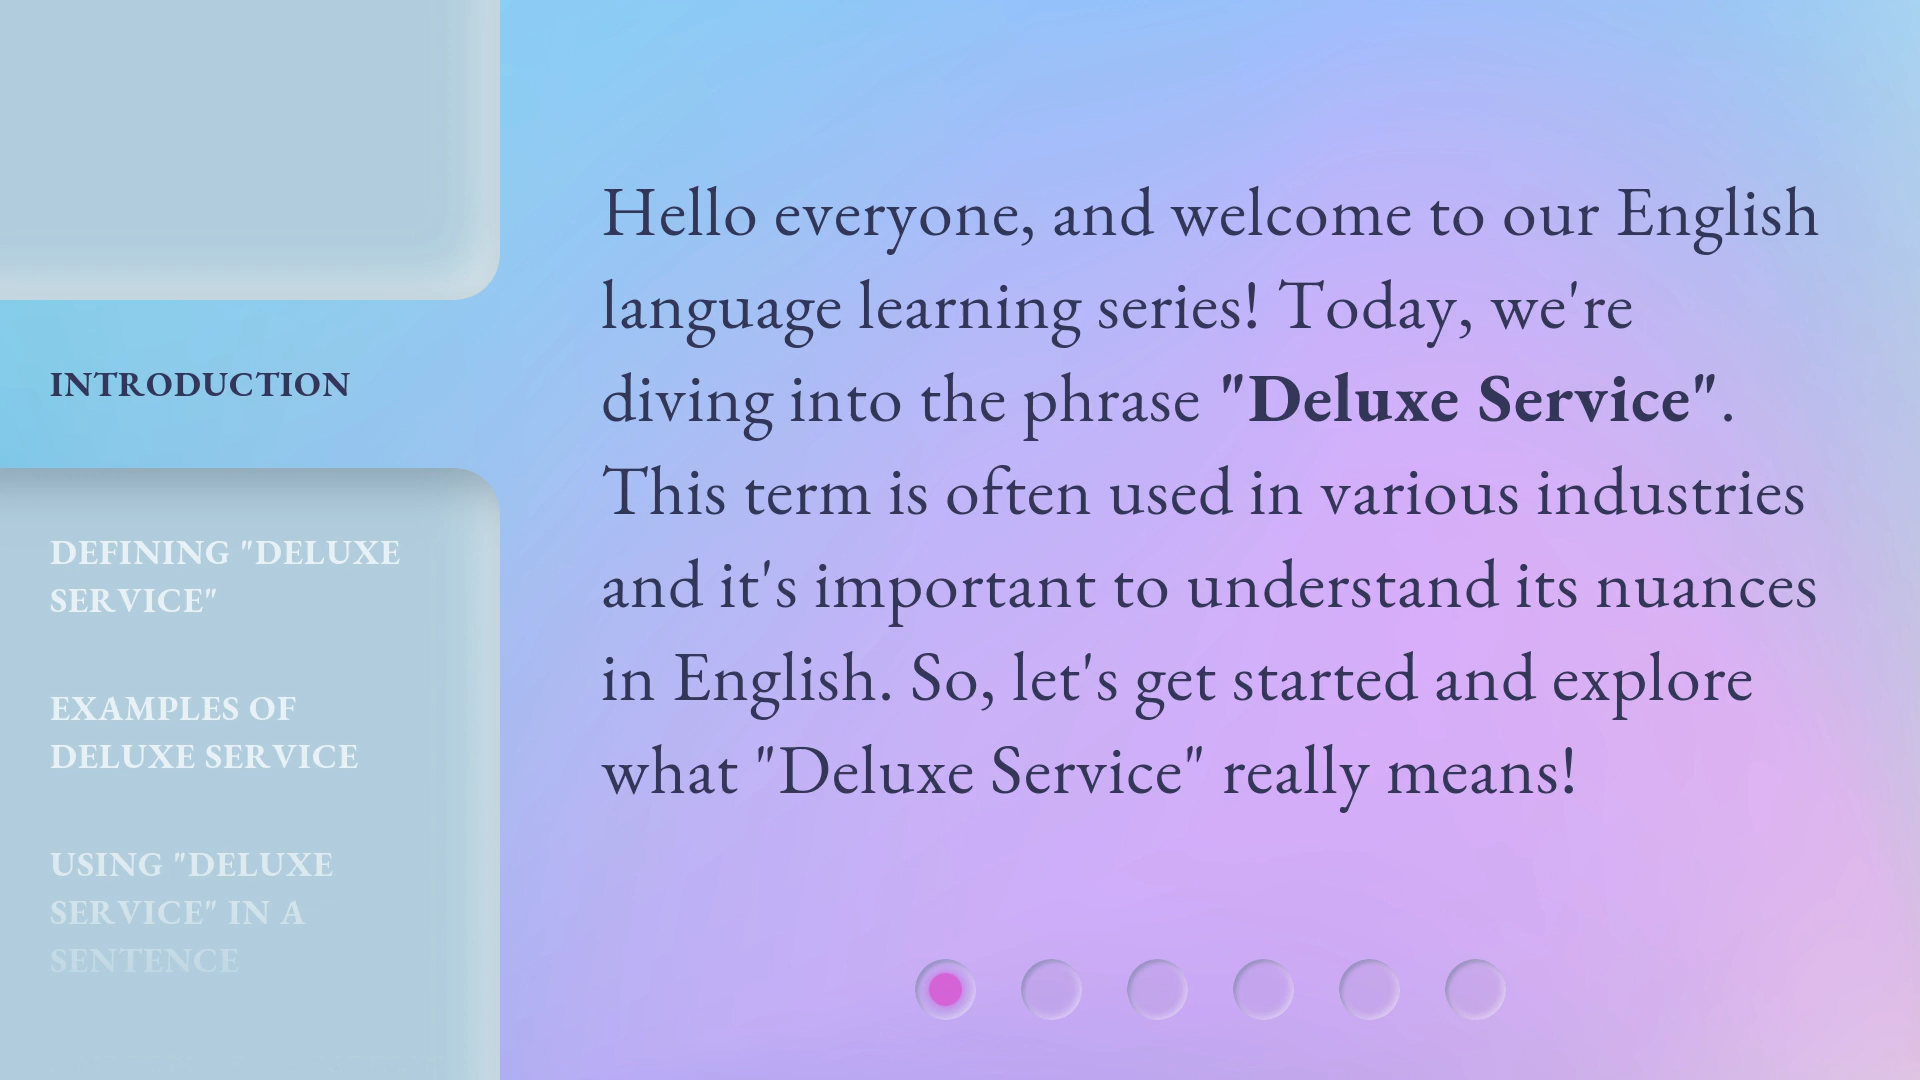 INTRODUCTION
DEFINING "DELUXE
SERVICE"
EXAMPLES OF
DELUXE SERVICE
USING "DELUXE
SERVICE" IN A
SENTENCE
Hello everyone, and welcome to our English
language learning series! Today, we're
diving into the phrase "Deluxe Service".
This term is often used in various industries
and it's important to understand its nuances
in English. So, let's get started and explore
what "Deluxe Service" really means!